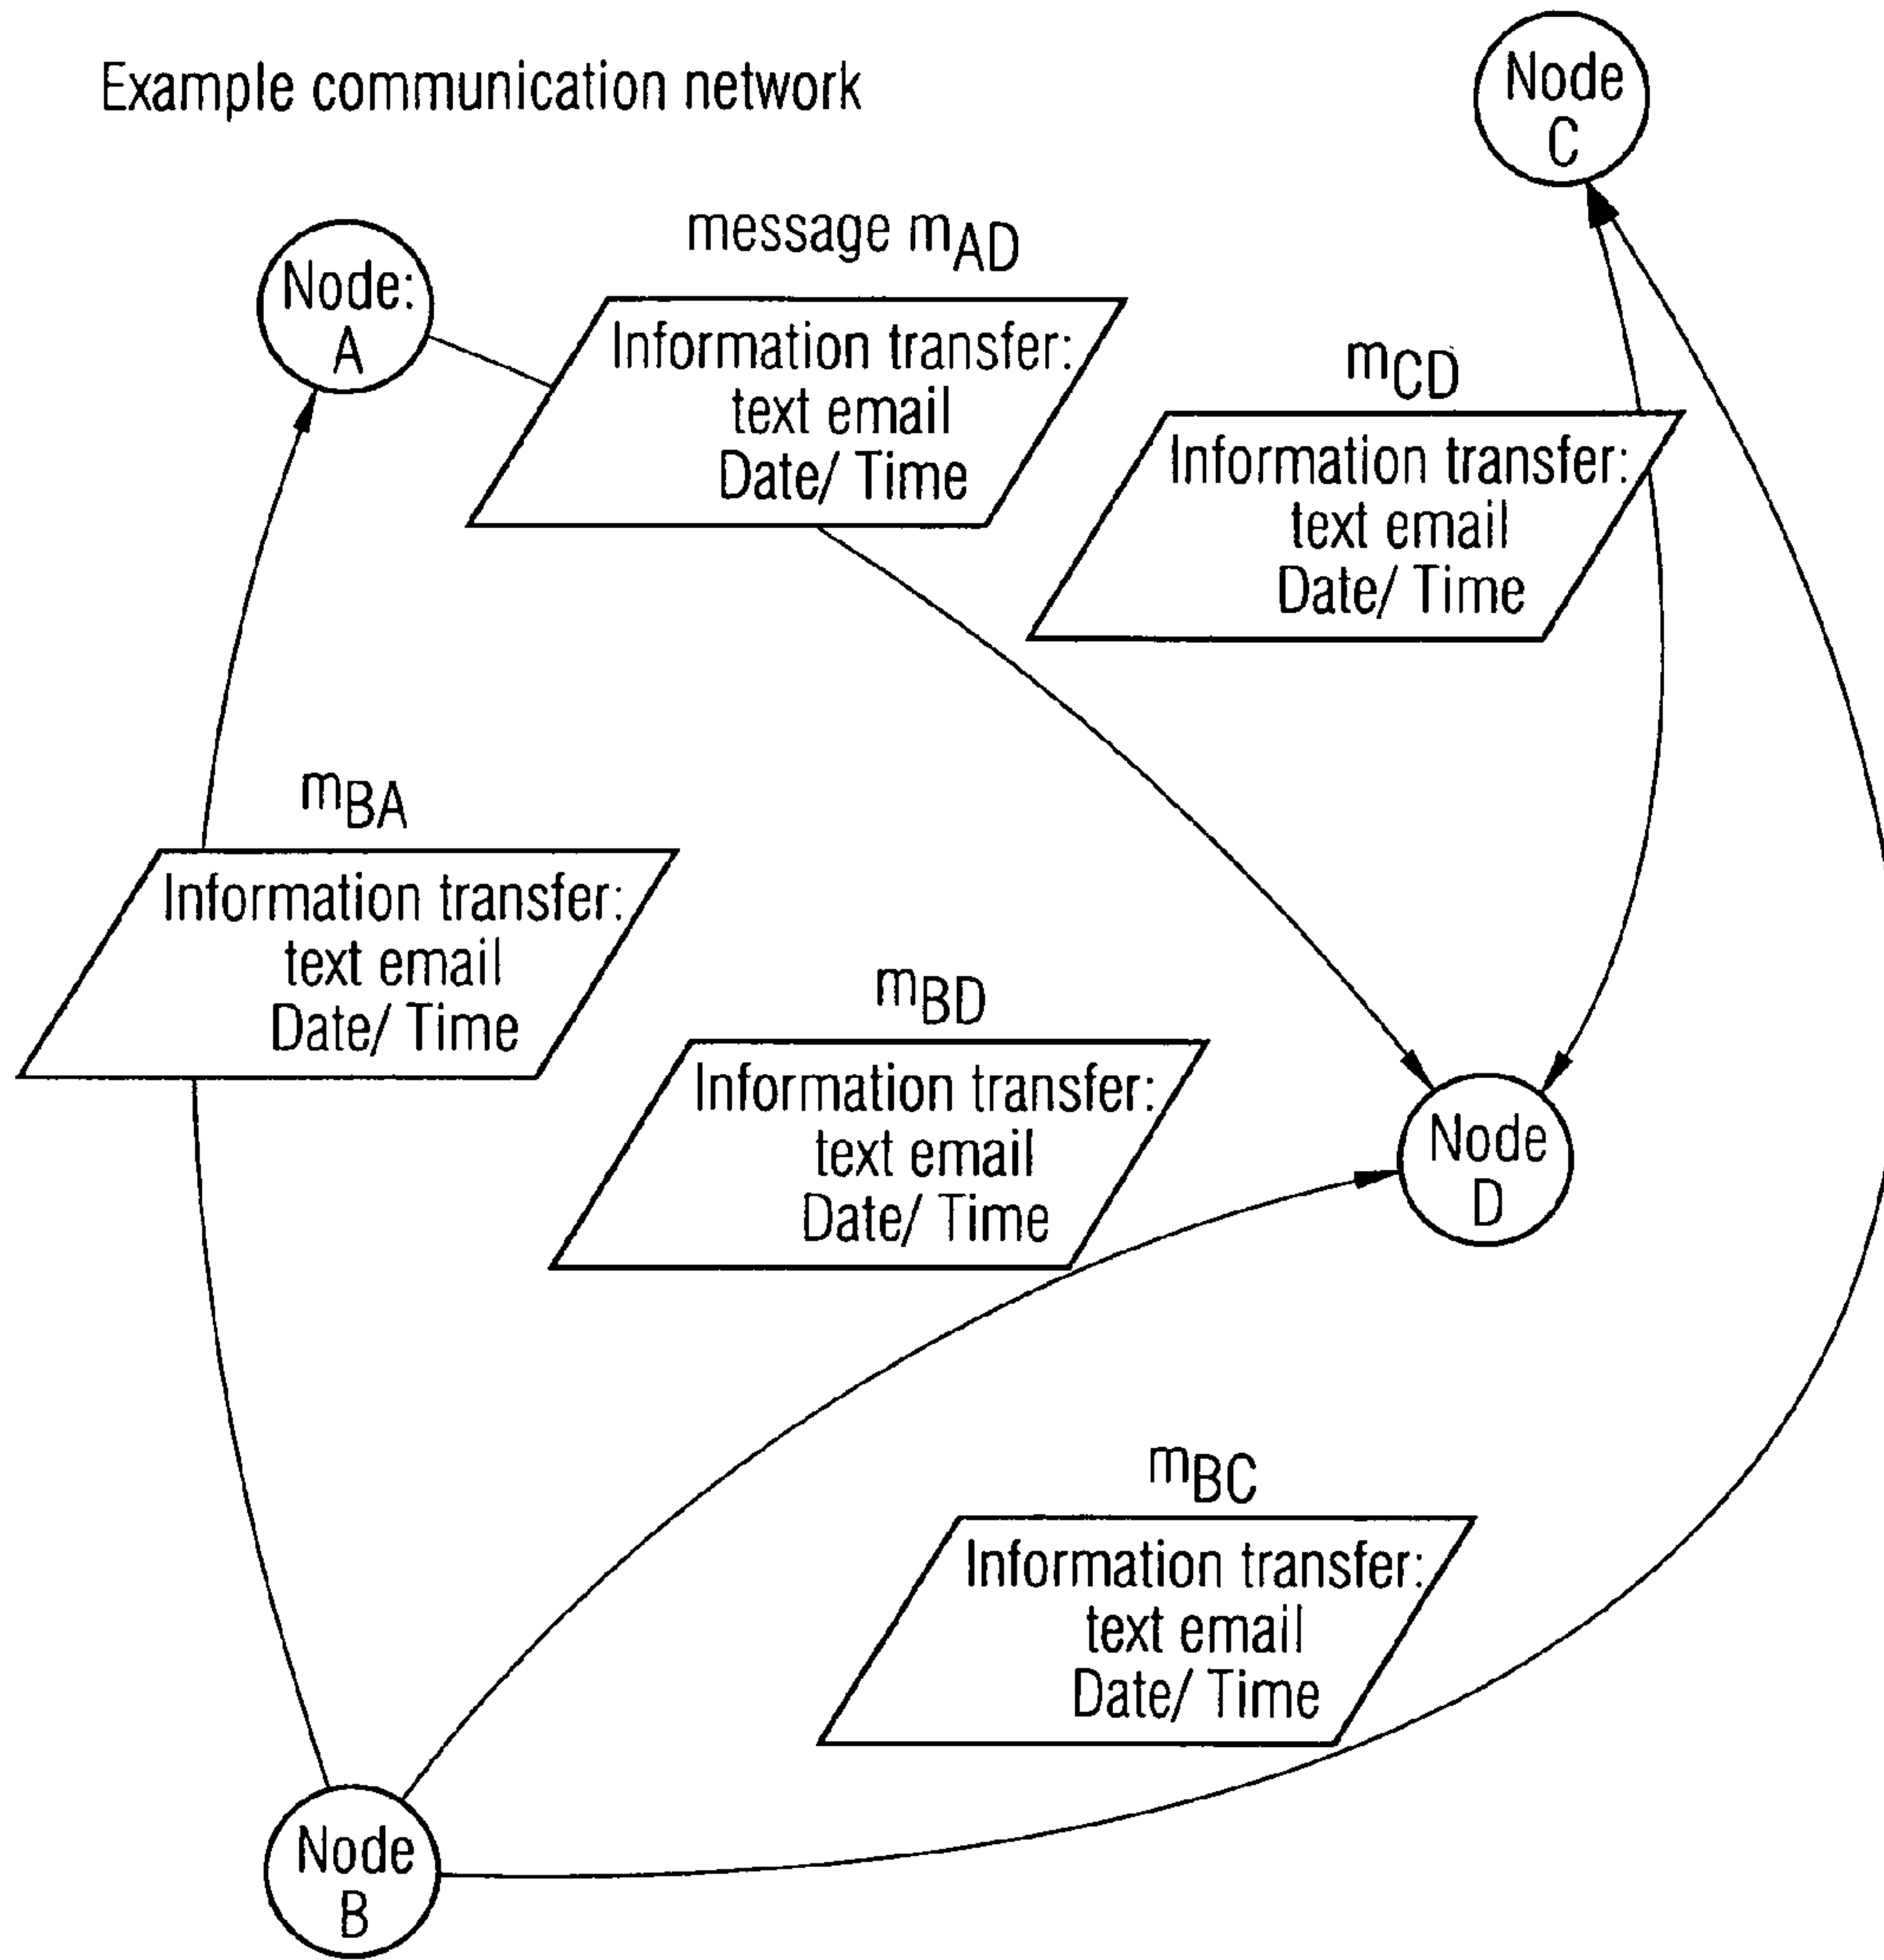 Example communication network
Node
C
Node:
A
message mAD
Information transfer:
text email
Date/ Time
mCD
Information transfer:
text email
Date/ Time
mBA
Information transfer:
text email
Date/ Time
mBD
Information transfer:
text email
Date/ Time
Node
D
mBC
Information transfer:
text email
Date/ Time
Node
B